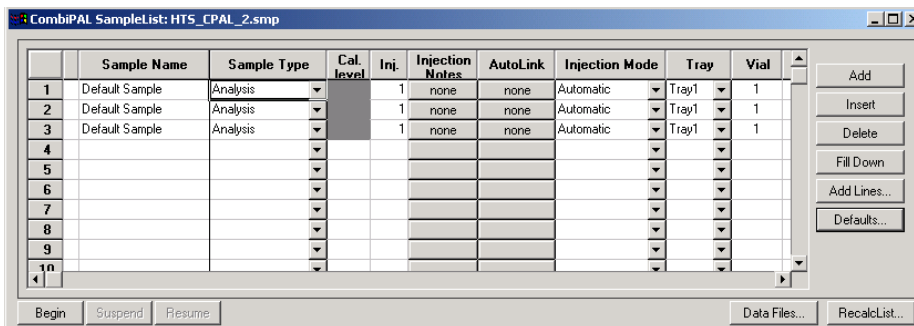 CombiPAL SampleList: HTS_CPAL_2.smp
Sample Name Sample Type Cal. level Inj. Injection Notes AutoLink Injection Mode Tray Vial
1 Default Sample Analysis 1 none none Automatic Tray1 1
2 Default Sample Analysis 1 none none Automatic Tray1 1
3 Default Sample Analysis 1 none none Automatic Tray1 1
4
5
6
7
8
9
10
Add
Insert
Delete
Fill Down
Add Lines...
Defaults...
Begin Suspend Resume Data Files... RecalcList...